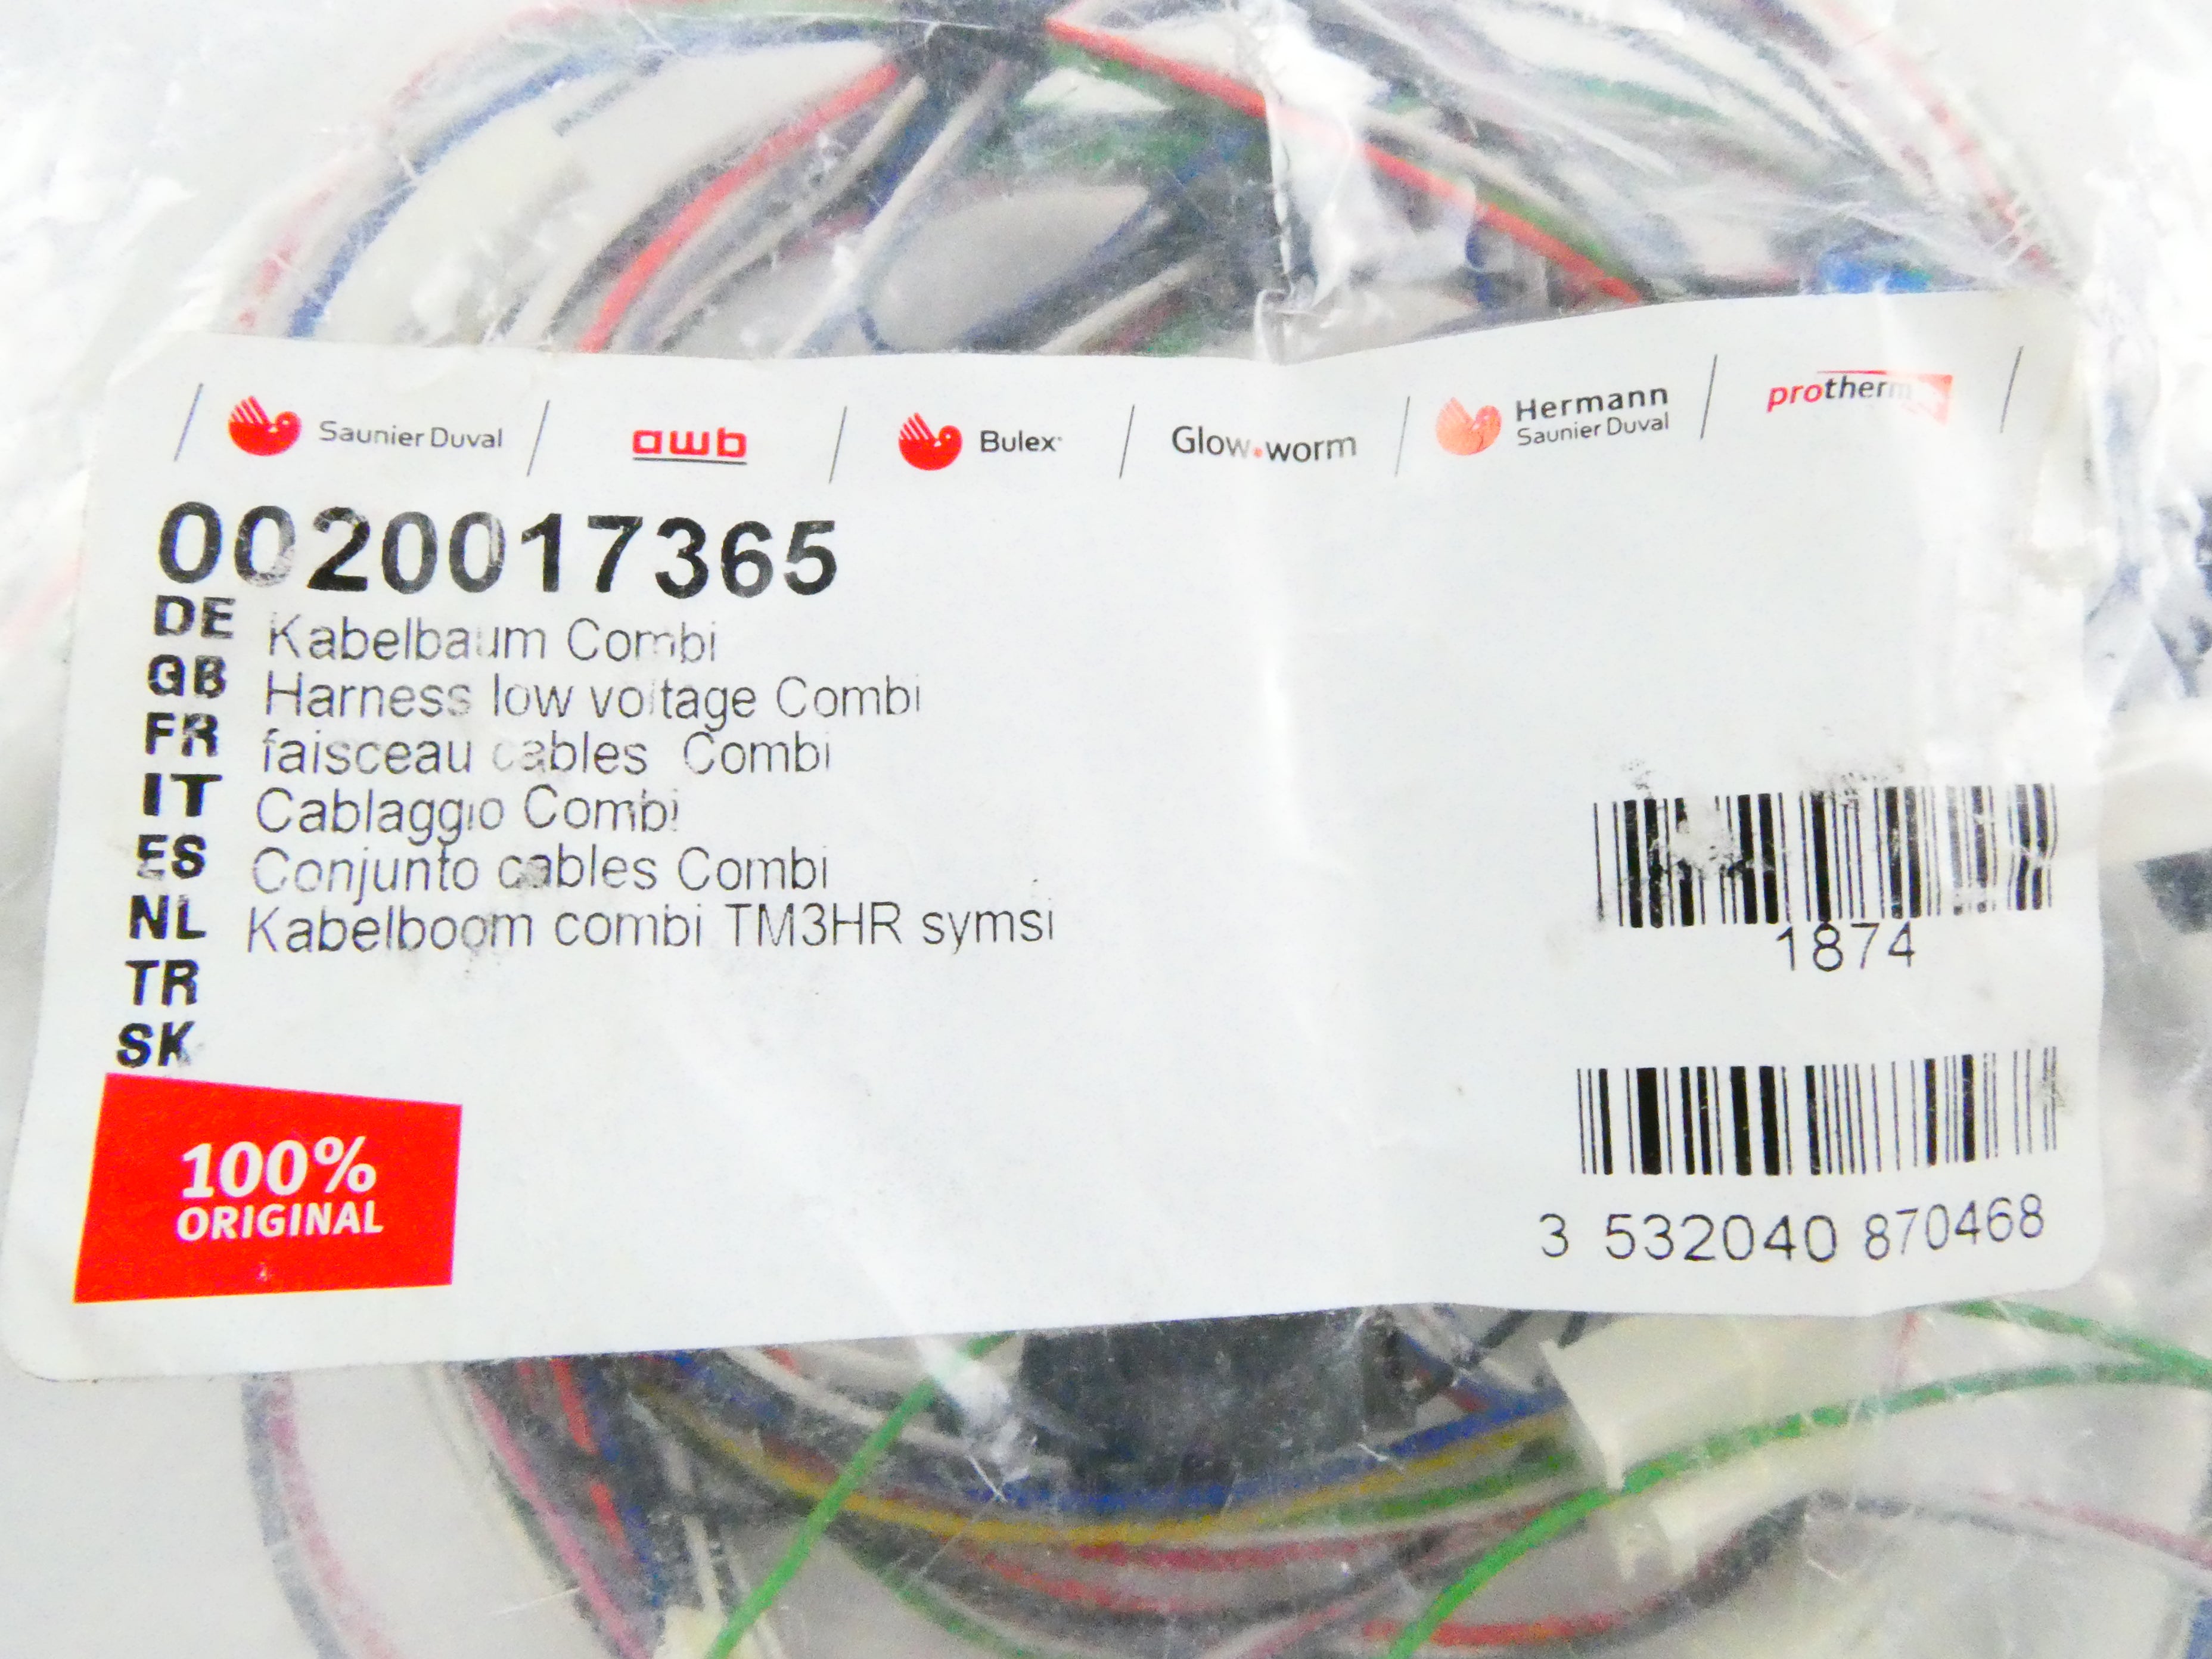 Saunier Duval awb Bulex Glow-worm Hermann Saunier Duval protherm
0020017365
DE Kabelbaum Combi
GB Harness low voltage Combi
FR faisceau cables Combi
IT Cablaggio Combi
ES Conjunto cables Combi
NL Kabelboom combi TM3HR symsi
TR
SK
1874
100%
ORIGINAL
3 532040 870468